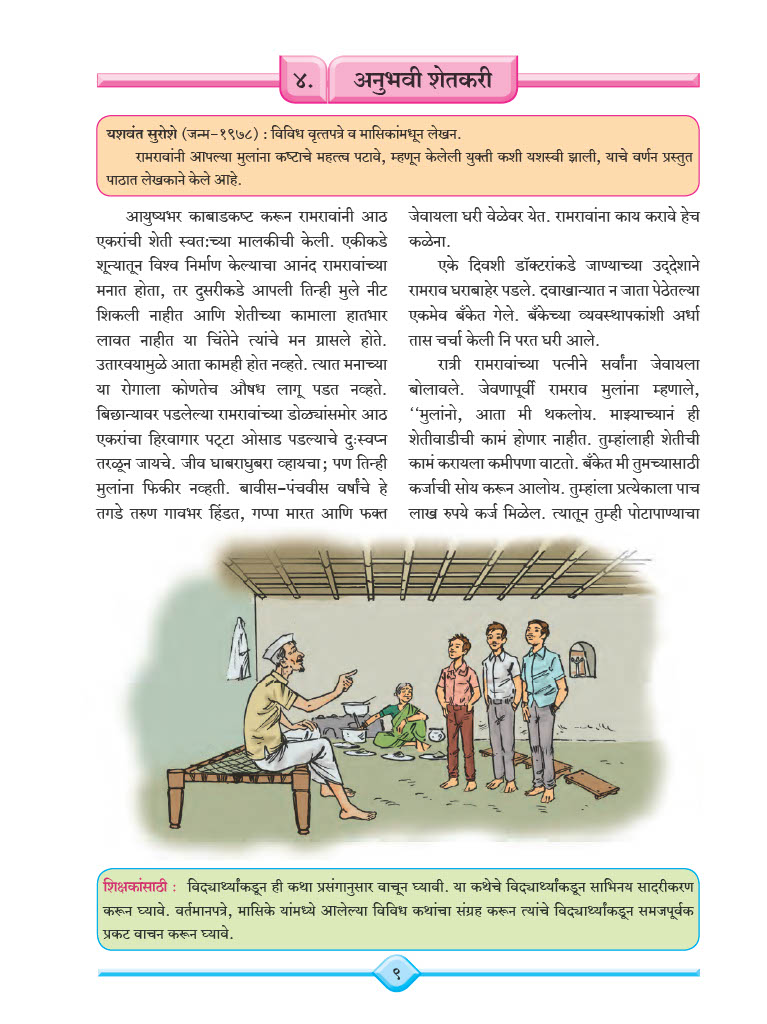 ४. अनुभवी शेतकरी
यशवंत सुरोशे (जन्म-१९७८) : विविध वृत्तपत्रे व मासिकांमधून लेखन.
रामरावांनी आपल्या मुलांना कष्टाचे महत्त्व पटावे, म्हणून केलेली युक्ती कशी यशस्वी झाली, याचे वर्णन प्रस्तुत
पाठात लेखकाने केले आहे.
आयुष्यभर काबाडकष्ट करून रामरावांनी आठ
एकरांची शेती स्वतःच्या मालकीची केली. एकीकडे
शून्यातून विश्व निर्माण केल्याचा आनंद रामरावांच्या
मनात होता, तर दुसरीकडे आपली तिन्ही मुले नीट
शिकली नाहीत आणि शेतीच्या कामाला हातभार
लावत नाहीत या चिंतेने त्यांचे मन ग्रासले होते.
उतारवयामुळे आता कामही होत नव्हते. त्यात मनाच्या
या रोगाला कोणतेच औषध लागू पडत नव्हते.
बिछान्यावर पडलेल्या रामरावांच्या डोळ्यांसमोर आठ
एकरांचा हिरवागार पट्टा ओसाड पडल्याचे दुःस्वप्न
तरळून जायचे. जीव घाबराघुबरा व्हायचा; पण तिन्ही
मुलांना फिकीर नव्हती. बावीस-पंचवीस वर्षांचे हे
तगडे तरुण गावभर हिंडत, गप्पा मारत आणि फक्त
जेवायला घरी वेळेवर येत. रामरावांना काय करावे हेच
कळेना.
एके दिवशी डॉक्टरांकडे जाण्याच्या उद्देशाने
रामराव घराबाहेर पडले. दवाखान्यात न जाता पेठेतल्या
एकमेव बँकेत गेले. बँकेच्या व्यवस्थापकांशी अर्धा
तास चर्चा केली नि परत घरी आले.
रात्री रामरावांच्या पत्नीने सर्वांना जेवायला
बोलावले. जेवणापूर्वी रामराव मुलांना म्हणाले,
‘‘मुलांनो, आता मी थकलोय. माझ्याच्यानं ही
शेतीवाडीची कामं होणार नाहीत. तुम्हांलाही शेतीची
कामं करायला कमीपणा वाटतो. बँकेत मी तुमच्यासाठी
कर्जाची सोय करून आलोय. तुम्हांला प्रत्येकाला पाच
लाख रुपये कर्ज मिळेल. त्यातून तुम्ही पोटापाण्याचा
शिक्षकांसाठी : विद्यार्थ्यांकडून ही कथा प्रसंगानुसार वाचून घ्यावी. या कथेचे विद्यार्थ्यांकडून साभिनय सादरीकरण
करून घ्यावे. वर्तमानपत्रे, मासिके यांमध्ये आलेल्या विविध कथांचा संग्रह करून त्यांचे विद्यार्थ्यांकडून समजपूर्वक
प्रकट वाचन करून घ्यावे.
९